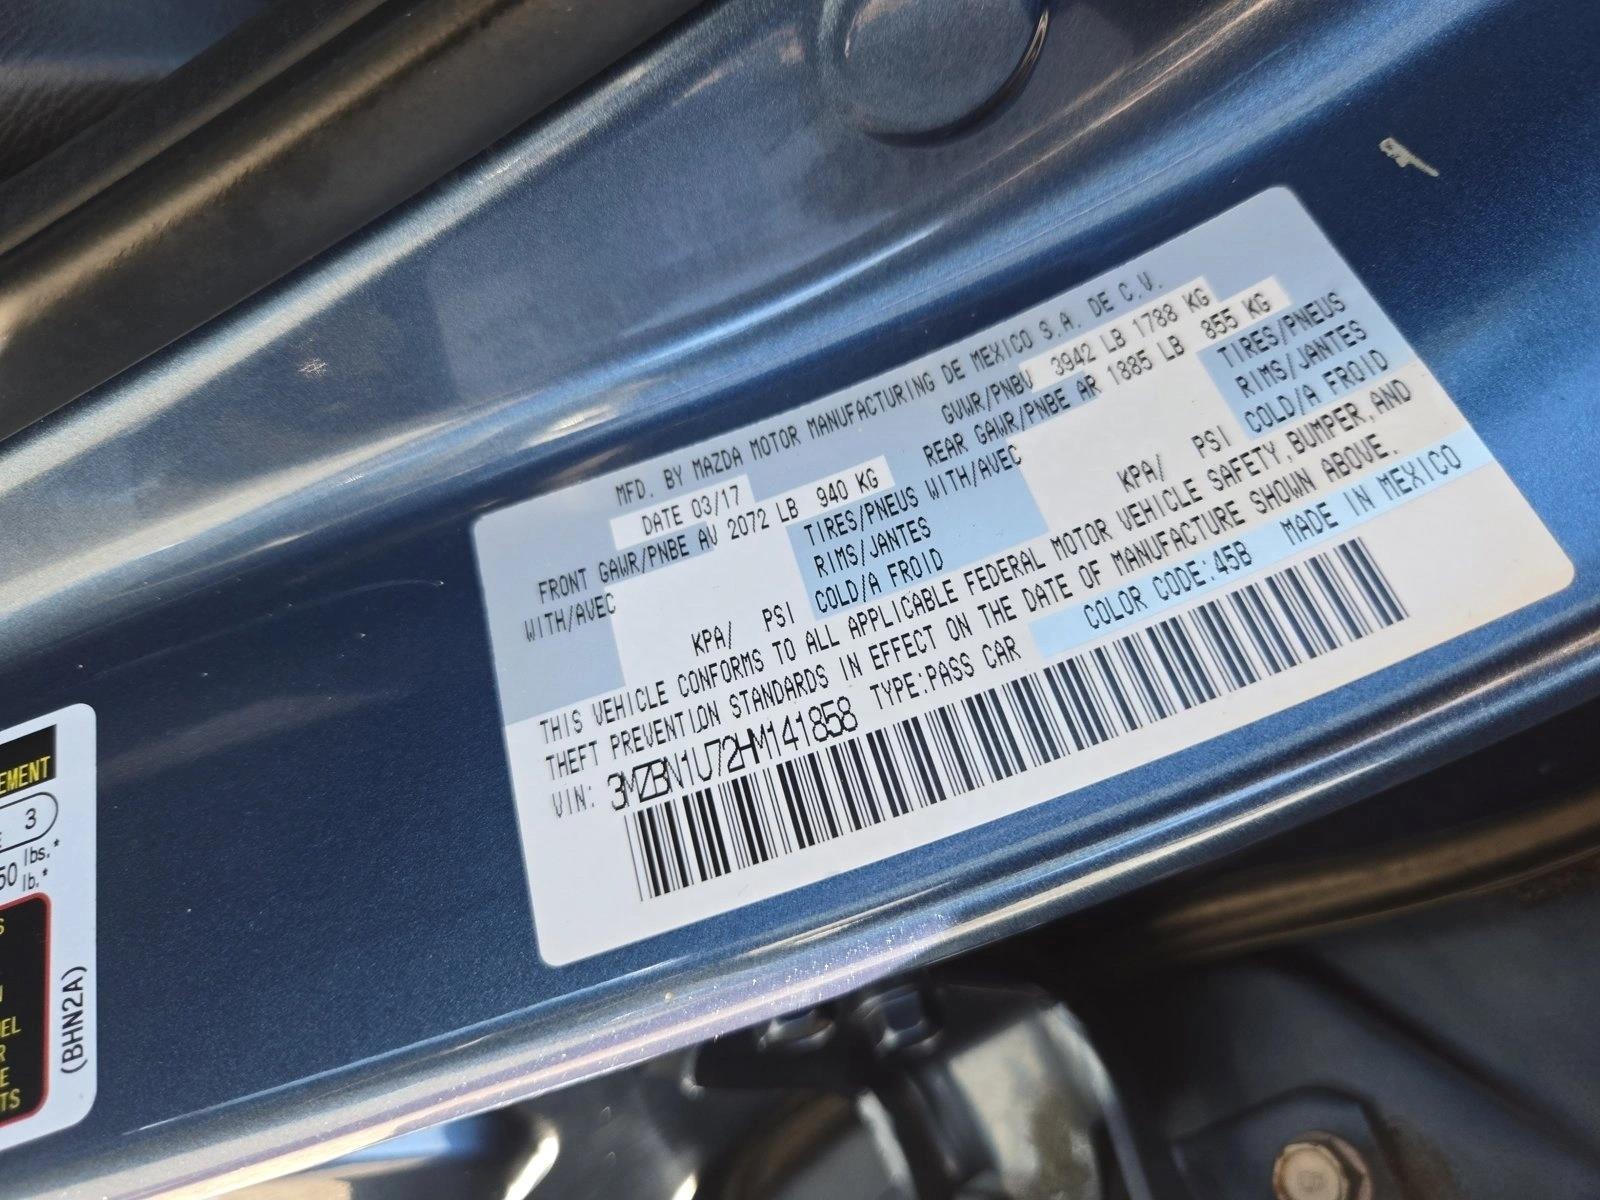 MFD. BY MAZDA MOTOR MANUFACTURING DE MEXICO S.A. DE C.V.
DATE 03/17 GVWR/PNBV 3942 LB 1788 KG
FRONT GAWR/PNBE AV 2072 LB 940 KG REAR GAWR/PNBE AR 1885 LB 855 KG
WITH/AVEC TIRES/PNEUS WITH/AVEC TIRES/PNEUS
RIMS/JANTES RIMS/JANTES
KPA/ PSI COLD/A FROID KPA/ PSI COLD/A FROID
THIS VEHICLE CONFORMS TO ALL APPLICABLE FEDERAL MOTOR VEHICLE SAFETY, BUMPER, AND
THEFT PREVENTION STANDARDS IN EFFECT ON THE DATE OF MANUFACTURE SHOWN ABOVE.
VIN: 3MZBN1U72HM141858 TYPE:PASS CAR COLOR CODE:45B MADE IN MEXICO
EMENT
3
50 lbs.*
lb.*
(BHN2A)